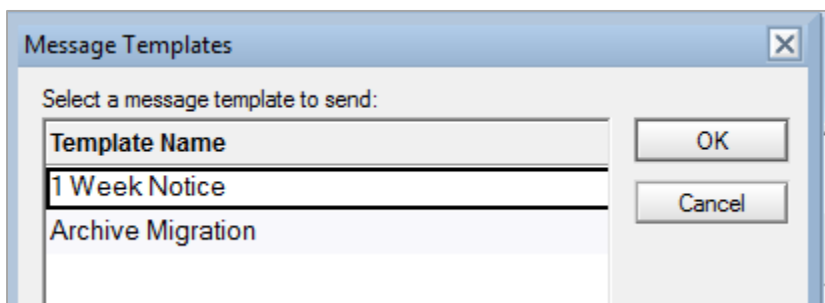 Message Templates
Select a message template to send:
Template Name
OK
1 Week Notice
Cancel
Archive Migration